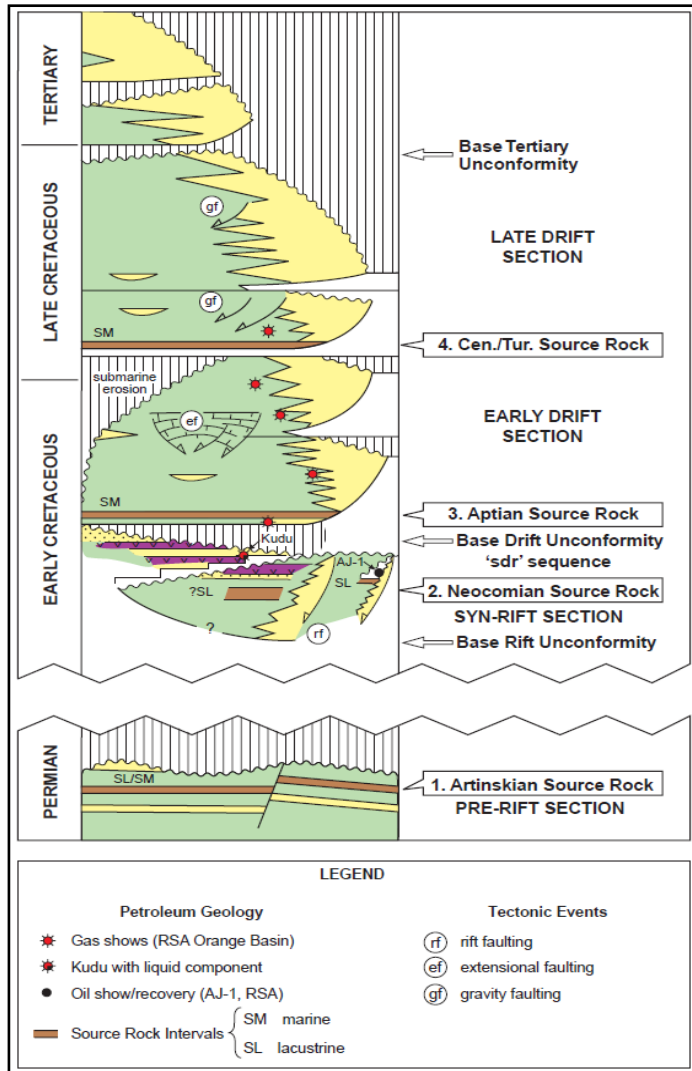 TERTIARY
Base Tertiary
Unconformity
LATE CRETACEOUS
gf
LATE DRIFT
SECTION
gf
SM
4. Cen./Tur. Source Rock
submarine
erosion
ef
EARLY DRIFT
SECTION
EARLY CRETACEOUS
SM
3. Aptian Source Rock
Kudu
Base Drift Unconformity
'sdr' sequence
AJ-1
?SL
SL
2. Neocomian Source Rock
SYN-RIFT SECTION
?
rf
Base Rift Unconformity
PERMIAN
SL/SM
1. Artinskian Source Rock
PRE-RIFT SECTION
LEGEND
Petroleum Geology
Gas shows (RSA Orange Basin)
Kudu with liquid component
Oil show/recovery (AJ-1, RSA)
Source Rock Intervals
SM marine
SL lacustrine
Tectonic Events
rf rift faulting
ef extensional faulting
gf gravity faulting